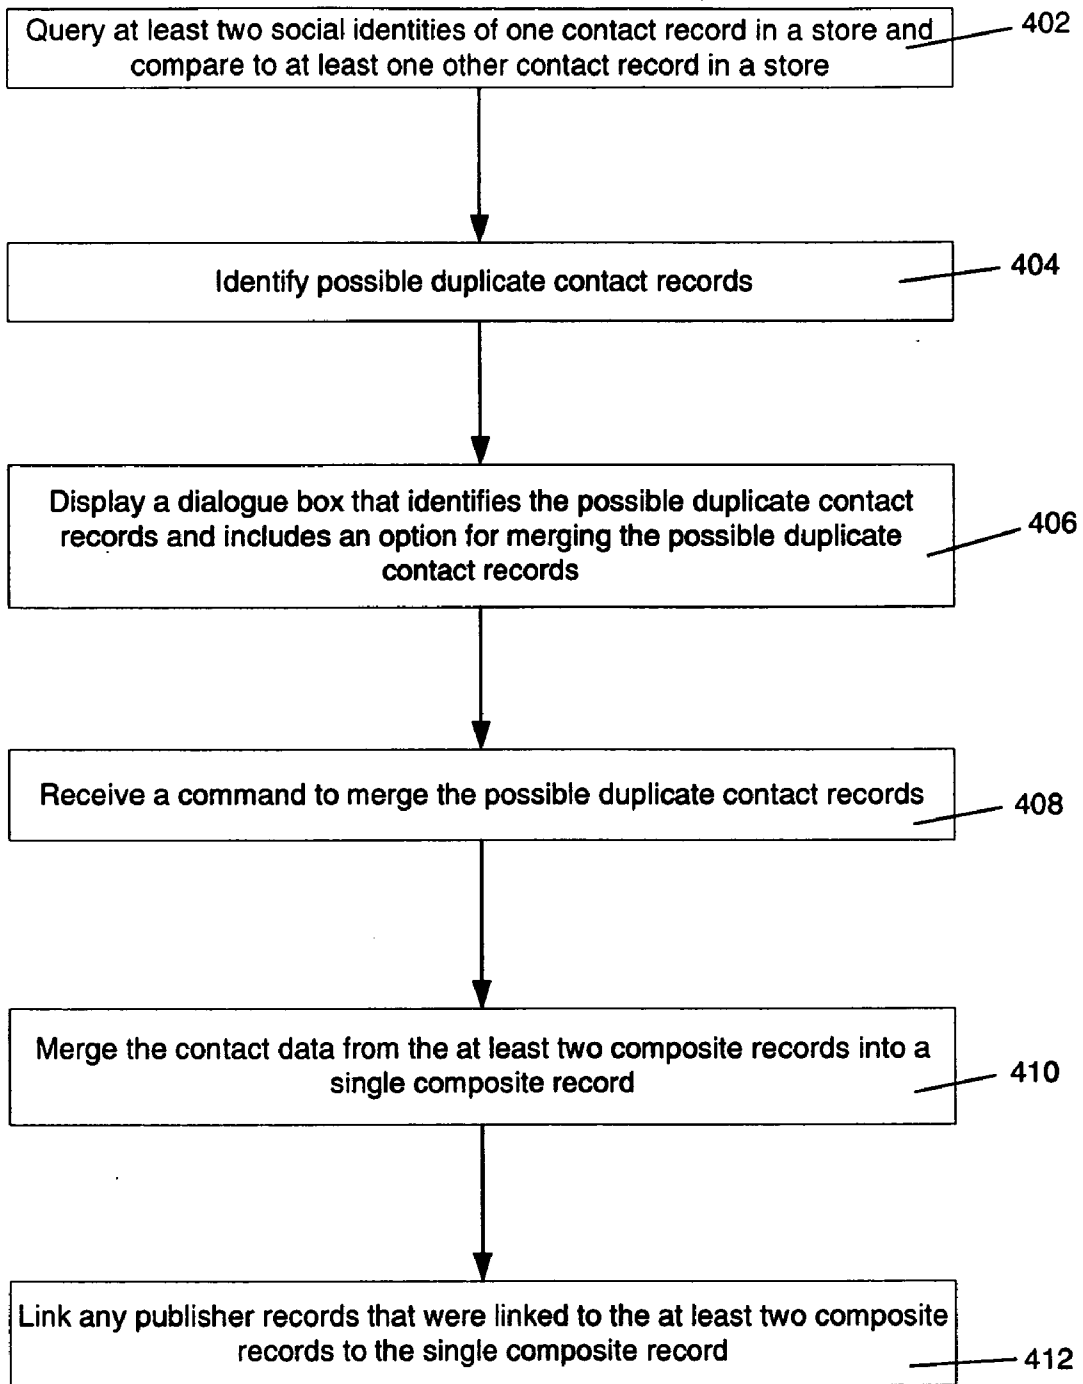 Query at least two social identities of one contact record in a store and
compare to at least one other contact record in a store
402
Identify possible duplicate contact records
404
Display a dialogue box that identifies the possible duplicate contact
records and includes an option for merging the possible duplicate
contact records
406
Receive a command to merge the possible duplicate contact records
408
Merge the contact data from the at least two composite records into a
single composite record
410
Link any publisher records that were linked to the at least two composite
records to the single composite record
412